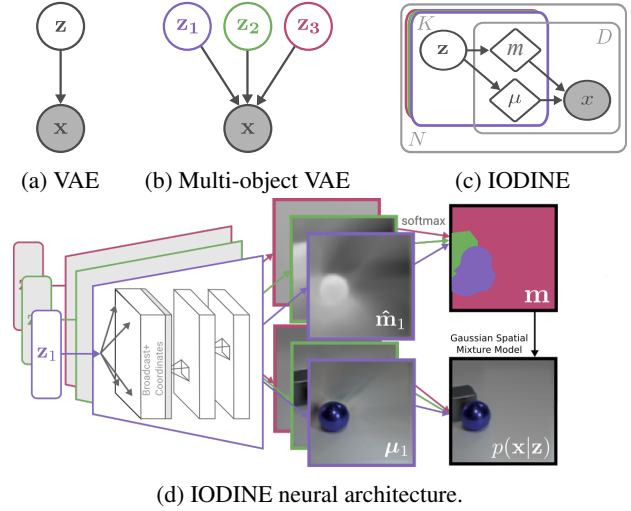 z
x
(a) VAE
z₁ z₂ z₃
x
(b) Multi-object VAE
K
D
z
m
μ
x
N
(c) IODINE
z₁
Broadcast+
Coordinates
m̂₁
softmax
m
μ₁
Gaussian Spatial
Mixture Model
p(x|z)
(d) IODINE neural architecture.